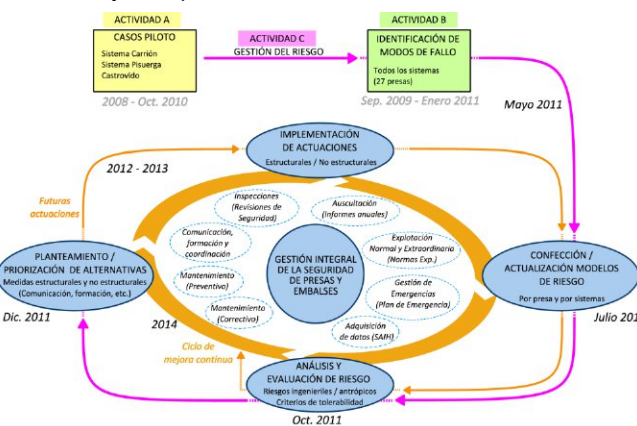 ACTIVIDAD A
CASOS PILOTO
Sistema Carrión
Sistema Pisuerga
Castrovido
2008 - Oct. 2010
ACTIVIDAD C
GESTIÓN DEL RIESGO
ACTIVIDAD B
IDENTIFICACIÓN DE
MODOS DE FALLO
Todos los sistemas
(27 presas)
Sep. 2009 - Enero 2011
Mayo 2011
IMPLEMENTACIÓN
DE ACTUACIONES
Estructurales / No estructurales
2012 - 2013
Futuras
actuaciones
Inspecciones
(Revisiones de
Seguridad)
Auscultación
(Informes anuales)
Comunicación,
formación y
coordinación
Explotación
Normal y Extraordinaria
(Normas Exp.)
PLANTEAMIENTO /
PRIORIZACIÓN DE ALTERNATIVAS
Medidas estructurales y no estructurales
(Comunicación, formación, etc.)
Dic. 2011
GESTIÓN INTEGRAL
DE LA SEGURIDAD
DE PRESAS Y
EMBALSES
CONFECCIÓN /
ACTUALIZACIÓN MODELOS
DE RIESGO
Por presa y por sistemas
Mantenimiento
(Preventivo)
Gestión de
Emergencias
(Plan de Emergencia)
Mantenimiento
(Correctivo)
Adquisición
de datos (SAIH)
2014
Ciclo de
mejora continua
ANÁLISIS Y
EVALUACIÓN DE RIESGO
Riesgos ingenieriles / antrópicos
Criterios de tolerabilidad
Oct. 2011
Julio